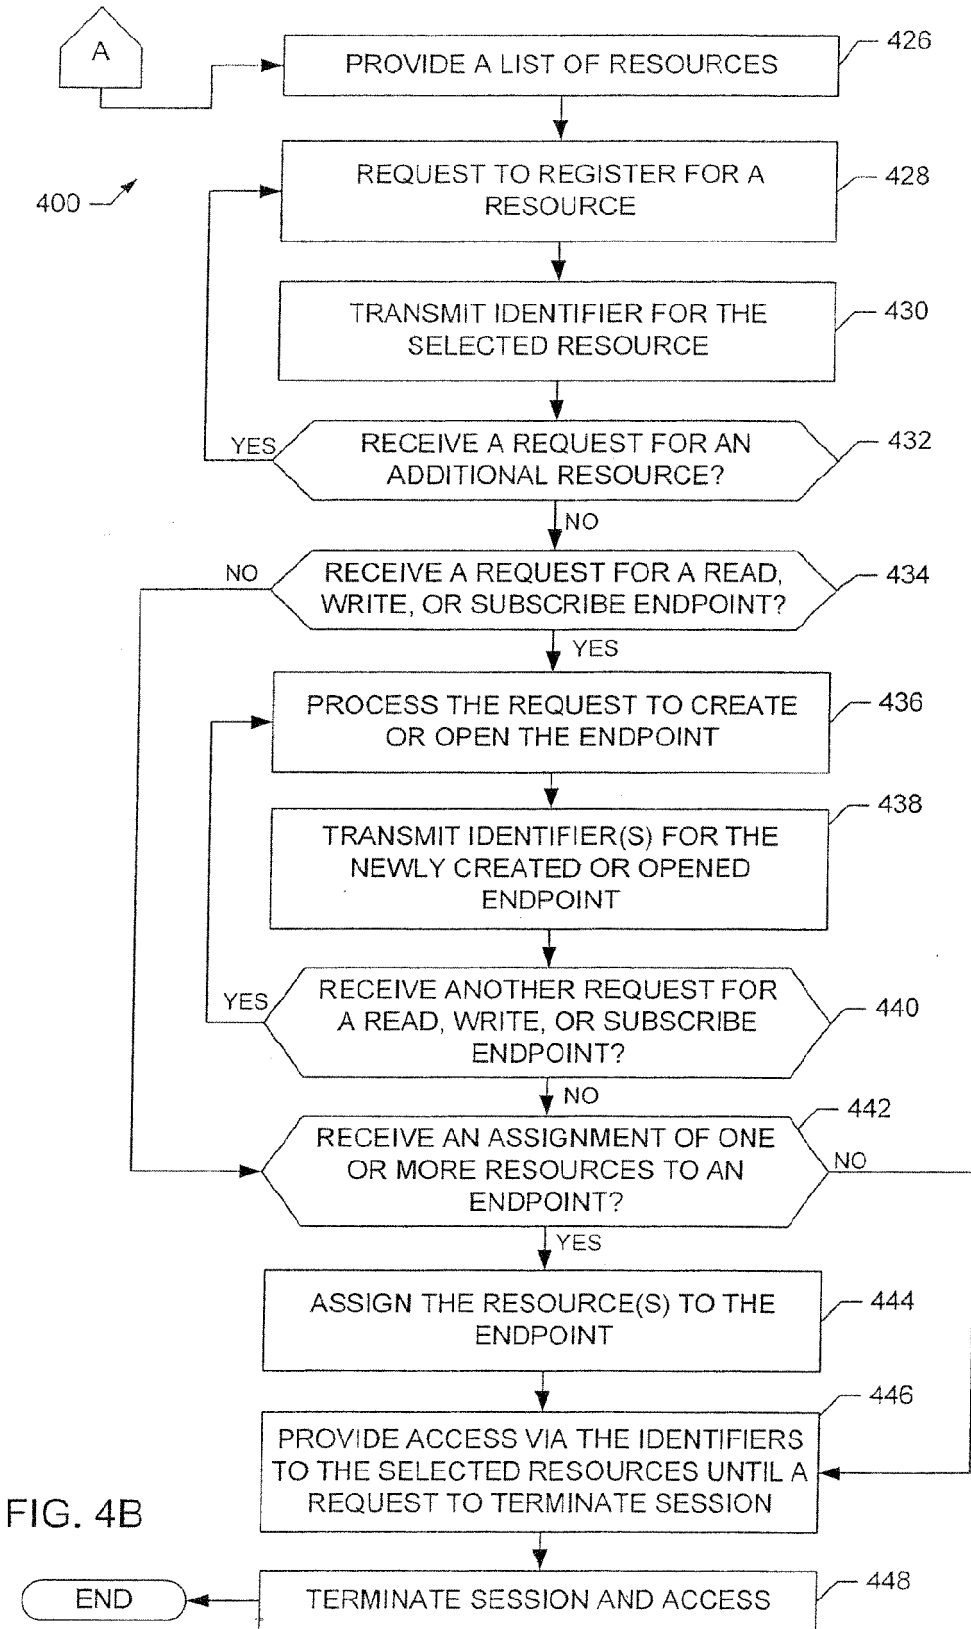 A
PROVIDE A LIST OF RESOURCES
426
400
REQUEST TO REGISTER FOR A
RESOURCE
428
TRANSMIT IDENTIFIER FOR THE
SELECTED RESOURCE
430
YES
RECEIVE A REQUEST FOR AN
ADDITIONAL RESOURCE?
432
NO
NO
RECEIVE A REQUEST FOR A READ,
WRITE, OR SUBSCRIBE ENDPOINT?
434
YES
PROCESS THE REQUEST TO CREATE
OR OPEN THE ENDPOINT
436
TRANSMIT IDENTIFIER(S) FOR THE
NEWLY CREATED OR OPENED
ENDPOINT
438
YES
RECEIVE ANOTHER REQUEST FOR
A READ, WRITE, OR SUBSCRIBE
ENDPOINT?
440
NO
RECEIVE AN ASSIGNMENT OF ONE
OR MORE RESOURCES TO AN
ENDPOINT?
442
NO
YES
ASSIGN THE RESOURCE(S) TO THE
ENDPOINT
444
PROVIDE ACCESS VIA THE IDENTIFIERS
TO THE SELECTED RESOURCES UNTIL A
REQUEST TO TERMINATE SESSION
446
FIG. 4B
END
TERMINATE SESSION AND ACCESS
448